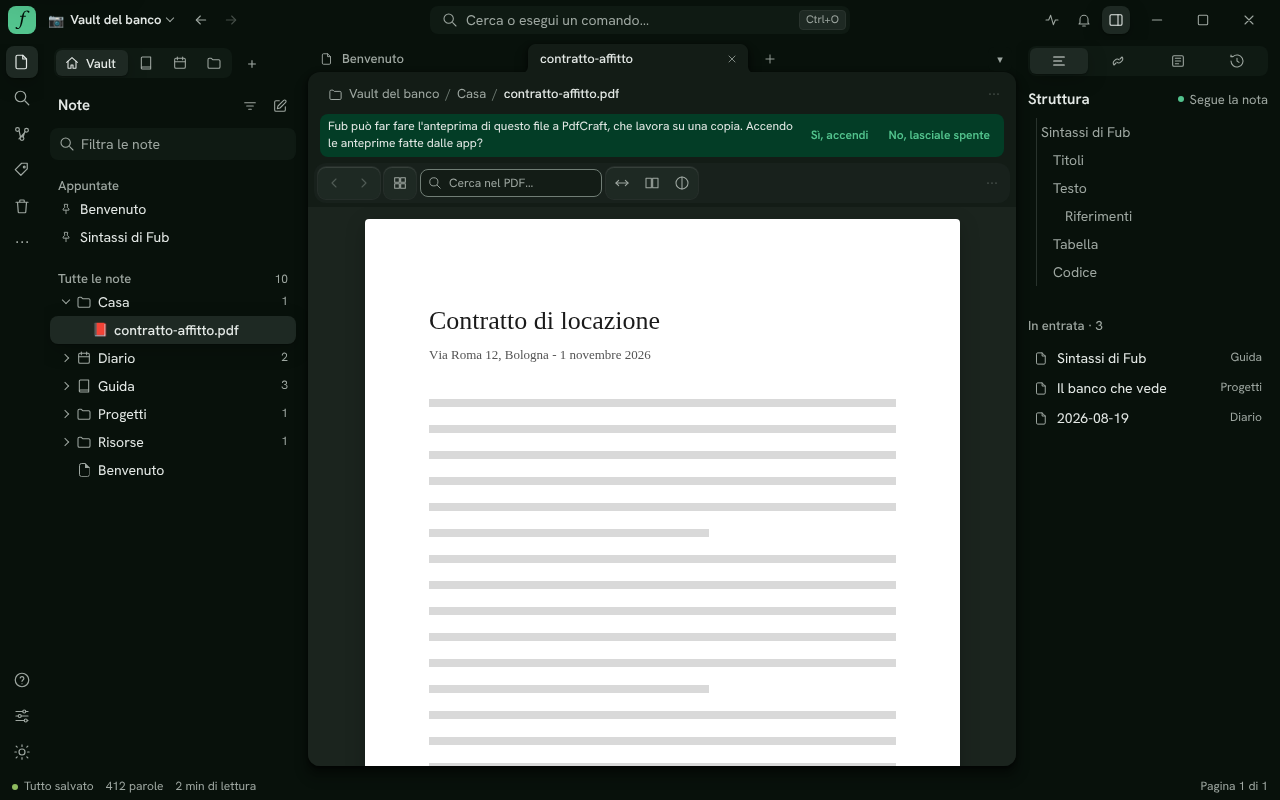 f
Vault del banco
Cerca o esegui un comando...
Ctrl+O
Vault
Note
Filtra le note
Appuntate
Benvenuto
Sintassi di Fub
Tutte le note 10
Casa 1
contratto-affitto.pdf
Diario 2
Guida 3
Progetti 1
Risorse 1
Benvenuto
Benvenuto
contratto-affitto
Vault del banco / Casa / contratto-affitto.pdf
Fub può far fare l'anteprima di questo file a PdfCraft, che lavora su una copia. Accendo
le anteprime fatte dalle app?
Sì, accendi
No, lasciale spente
Cerca nel PDF...
Contratto di locazione
Via Roma 12, Bologna - 1 novembre 2026
Struttura
Segue la nota
Sintassi di Fub
Titoli
Testo
Riferimenti
Tabella
Codice
In entrata · 3
Sintassi di Fub Guida
Il banco che vede Progetti
2026-08-19 Diario
Tutto salvato 412 parole 2 min di lettura
Pagina 1 di 1